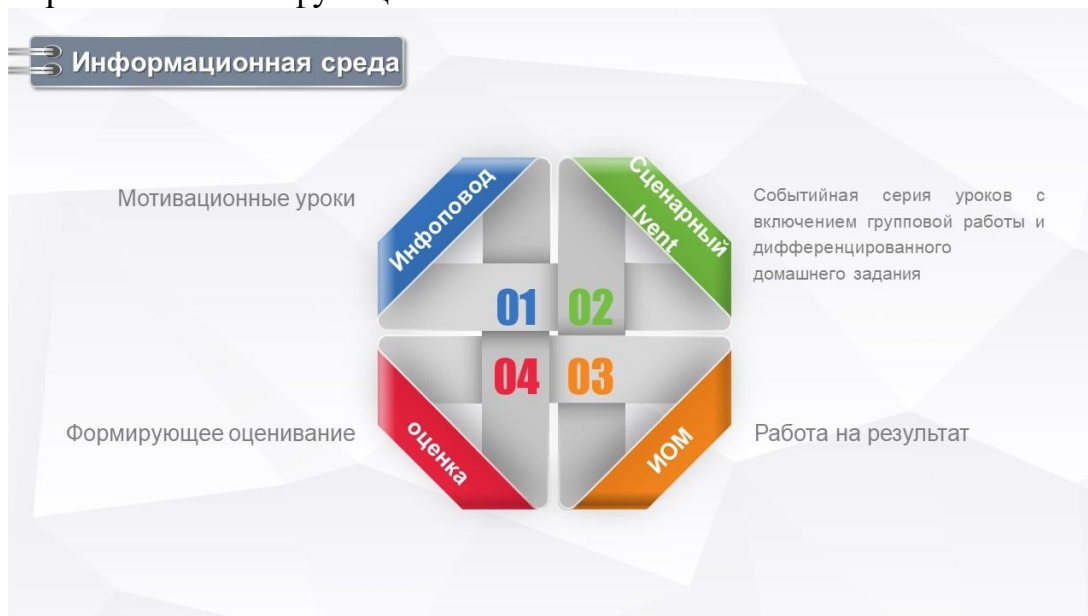 Информационная среда
Мотивационные уроки
Инфоповод
01
Сценарный
Ivent
02
Событийная серия уроков с
включением групповой работы и
дифференцированного
домашнего задания
Формирующее оценивание
оценка
04
03
ИОМ
Работа на результат